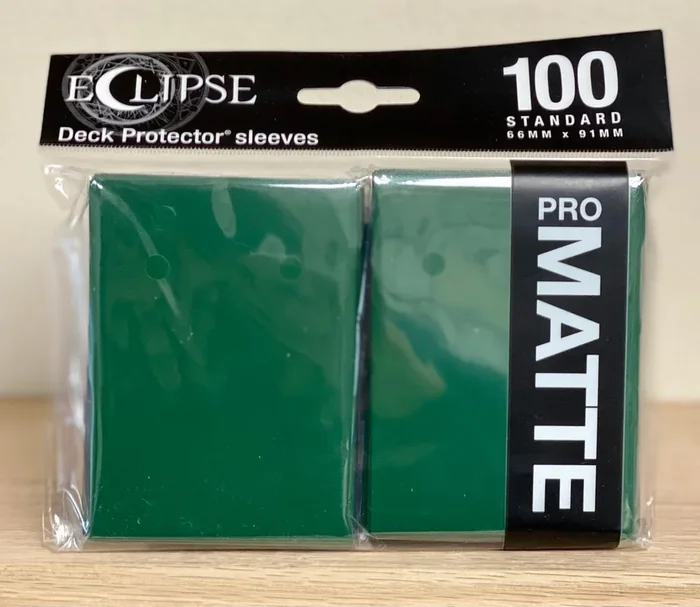 ECLIPSE
Deck Protector® sleeves
100
STANDARD
66MM x 91MM
PRO
MATTE